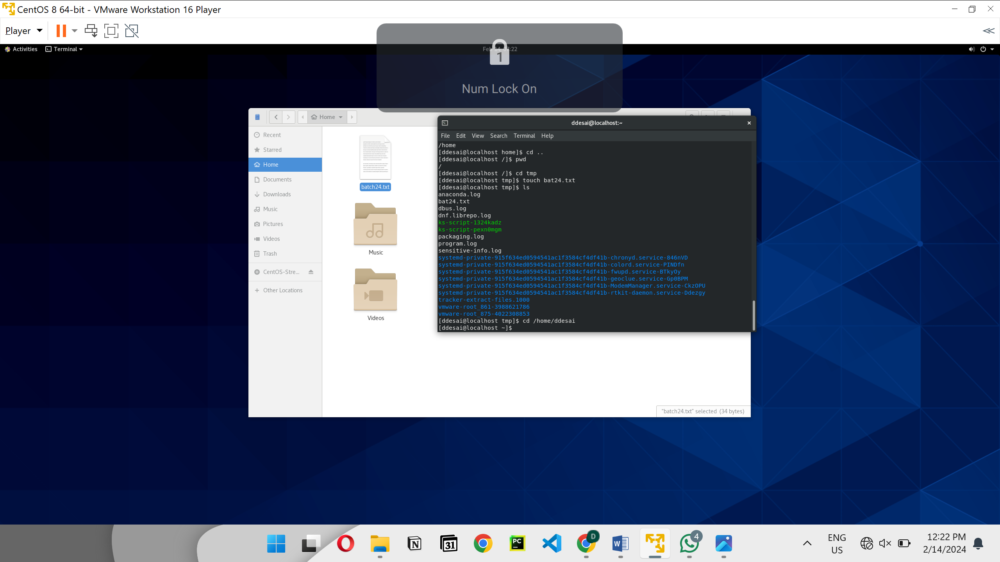 CentOS 8 64-bit - VMware Workstation 16 Player
Player
Activities
Terminal
Feb 14 07:22
1
Num Lock On
Home
Recent
Starred
Home
Documents
Downloads
Music
Pictures
Videos
Trash
CentOS-Stre...
Other Locations
batch24.txt
Music
Videos
"batch24.txt" selected (34 bytes)
ddesai@localhost:~
File Edit View Search Terminal Help
/home
[ddesai@localhost home]$ cd ..
[ddesai@localhost /]$ pwd
/
[ddesai@localhost /]$ cd tmp
[ddesai@localhost tmp]$ touch bat24.txt
[ddesai@localhost tmp]$ ls
anaconda.log
bat24.txt
dbus.log
dnf.librepo.log
ks-script-1324kadz
ks-script-pexn0mgm
packaging.log
program.log
sensitive-info.log
systemd-private-915f634ed0594541ac1f3584cf4df41b-chronyd.service-846nVD
systemd-private-915f634ed0594541ac1f3584cf4df41b-colord.service-PINDfn
systemd-private-915f634ed0594541ac1f3584cf4df41b-fwupd.service-BTkyOy
systemd-private-915f634ed0594541ac1f3584cf4df41b-geoclue.service-Gp0BPM
systemd-private-915f634ed0594541ac1f3584cf4df41b-ModemManager.service-CkzOPU
systemd-private-915f634ed0594541ac1f3584cf4df41b-rtkit-daemon.service-Ddezgy
tracker-extract-files.1000
vmware-root_861-3988621786
vmware-root_875-4022308853
[ddesai@localhost tmp]$ cd /home/ddesai
[ddesai@localhost ~]$
N
31
PC
D
W
4
ENG
US
12:22 PM
2/14/2024